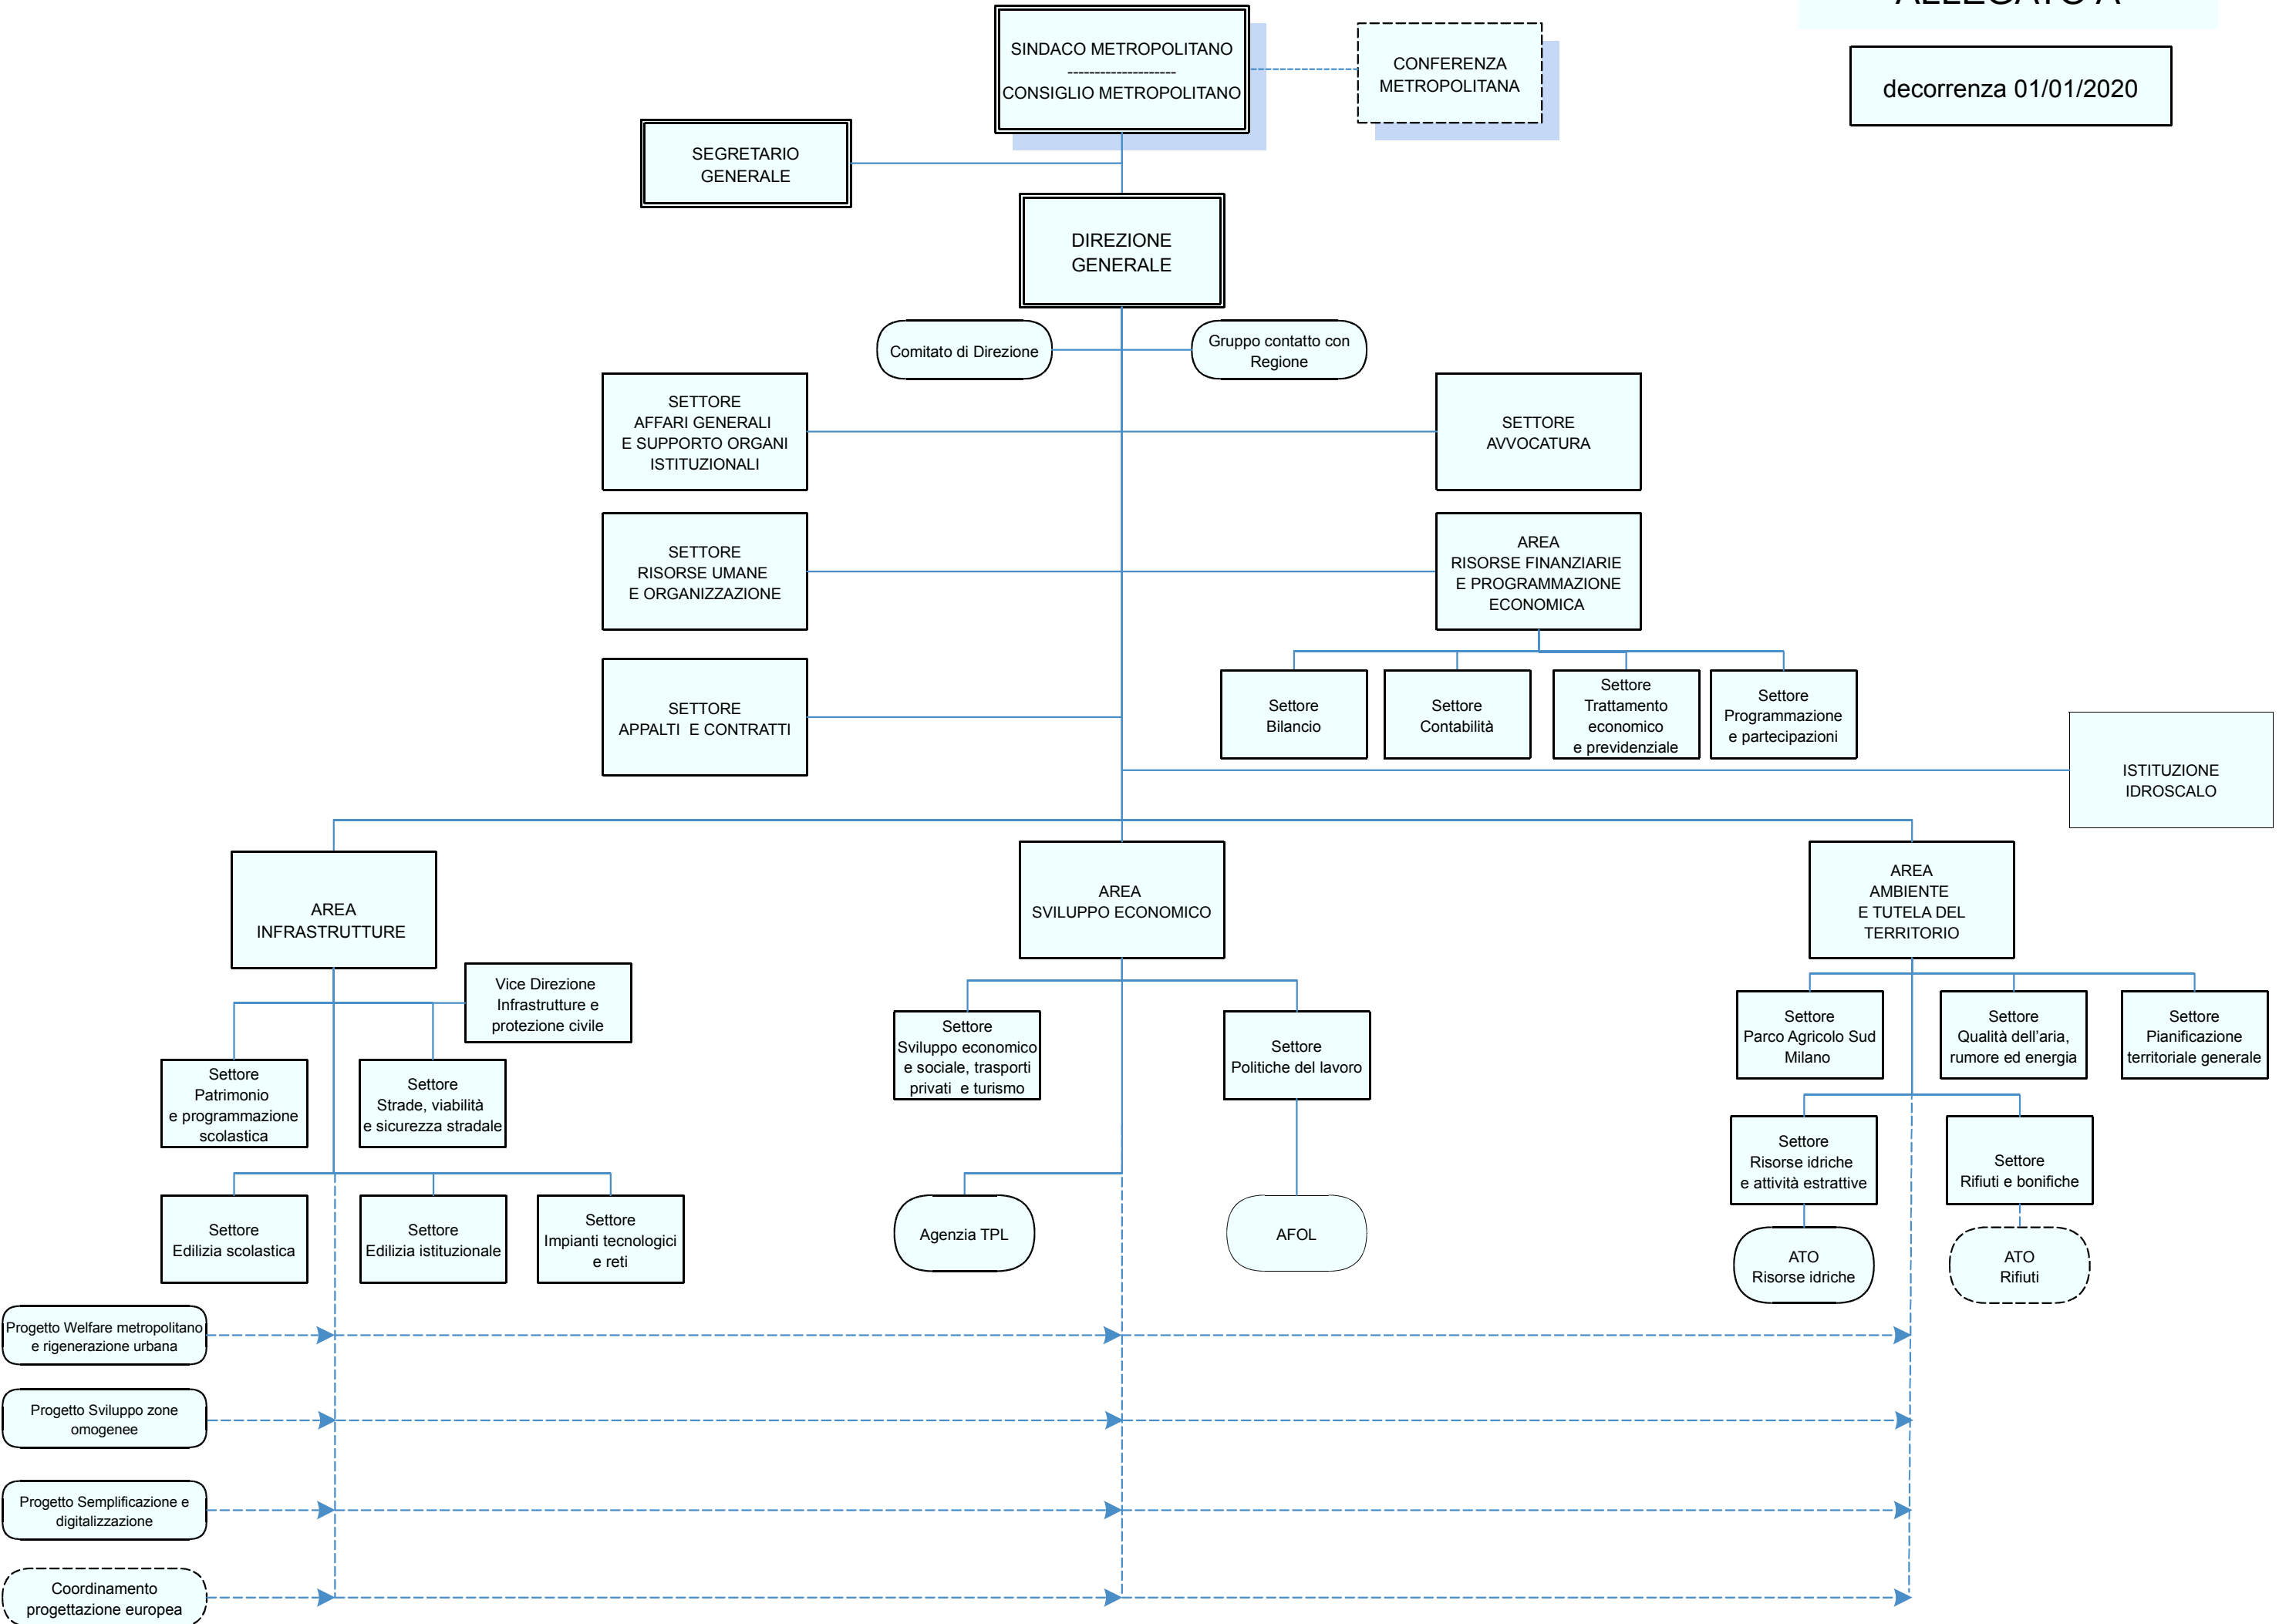 ALLEGATO A
decorrenza 01/01/2020
SINDACO METROPOLITANO
--------------------
CONSIGLIO METROPOLITANO
CONFERENZA
METROPOLITANA
SEGRETARIO
GENERALE
DIREZIONE
GENERALE
Comitato di Direzione
Gruppo contatto con
Regione
SETTORE
AFFARI GENERALI
E SUPPORTO ORGANI
ISTITUZIONALI
SETTORE
AVVOCATURA
SETTORE
RISORSE UMANE
E ORGANIZZAZIONE
AREA
RISORSE FINANZIARIE
E PROGRAMMAZIONE
ECONOMICA
SETTORE
APPALTI E CONTRATTI
Settore
Bilancio
Settore
Contabilità
Settore
Trattamento
economico
e previdenziale
Settore
Programmazione
e partecipazioni
ISTITUZIONE
IDROSCALO
AREA
INFRASTRUTTURE
AREA
SVILUPPO ECONOMICO
AREA
AMBIENTE
E TUTELA DEL
TERRITORIO
Vice Direzione
Infrastrutture e
protezione civile
Settore
Patrimonio
e programmazione
scolastica
Settore
Strade, viabilità
e sicurezza stradale
Settore
Sviluppo economico
e sociale, trasporti
privati e turismo
Settore
Politiche del lavoro
Settore
Parco Agricolo Sud
Milano
Settore
Qualità dell'aria,
rumore ed energia
Settore
Pianificazione
territoriale generale
Settore
Risorse idriche
e attività estrattive
Settore
Rifiuti e bonifiche
Settore
Edilizia scolastica
Settore
Edilizia istituzionale
Settore
Impianti tecnologici
e reti
Agenzia TPL
AFOL
ATO
Risorse idriche
ATO
Rifiuti
Progetto Welfare metropolitano
e rigenerazione urbana
Progetto Sviluppo zone
omogenee
Progetto Semplificazione e
digitalizzazione
Coordinamento
progettazione europea